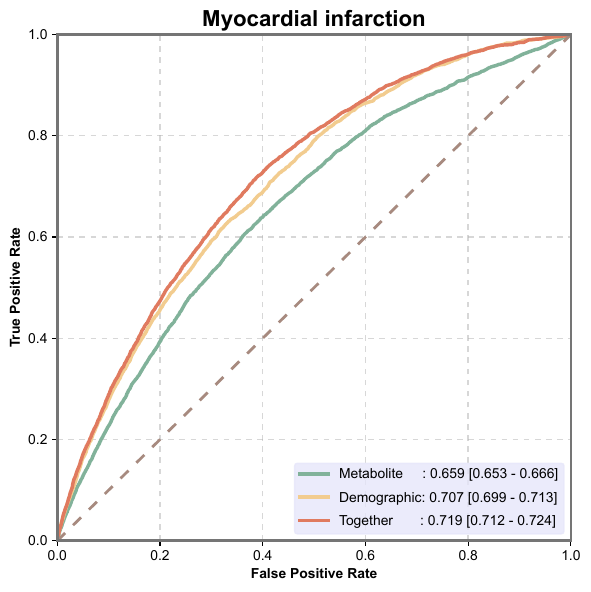 Myocardial infarction
True Positive Rate
1.0
0.8
0.6
0.4
0.2
0.0
Metabolite : 0.659 [0.653 - 0.666]
Demographic: 0.707 [0.699 - 0.713]
Together : 0.719 [0.712 - 0.724]
0.0 0.2 0.4 0.6 0.8 1.0
False Positive Rate